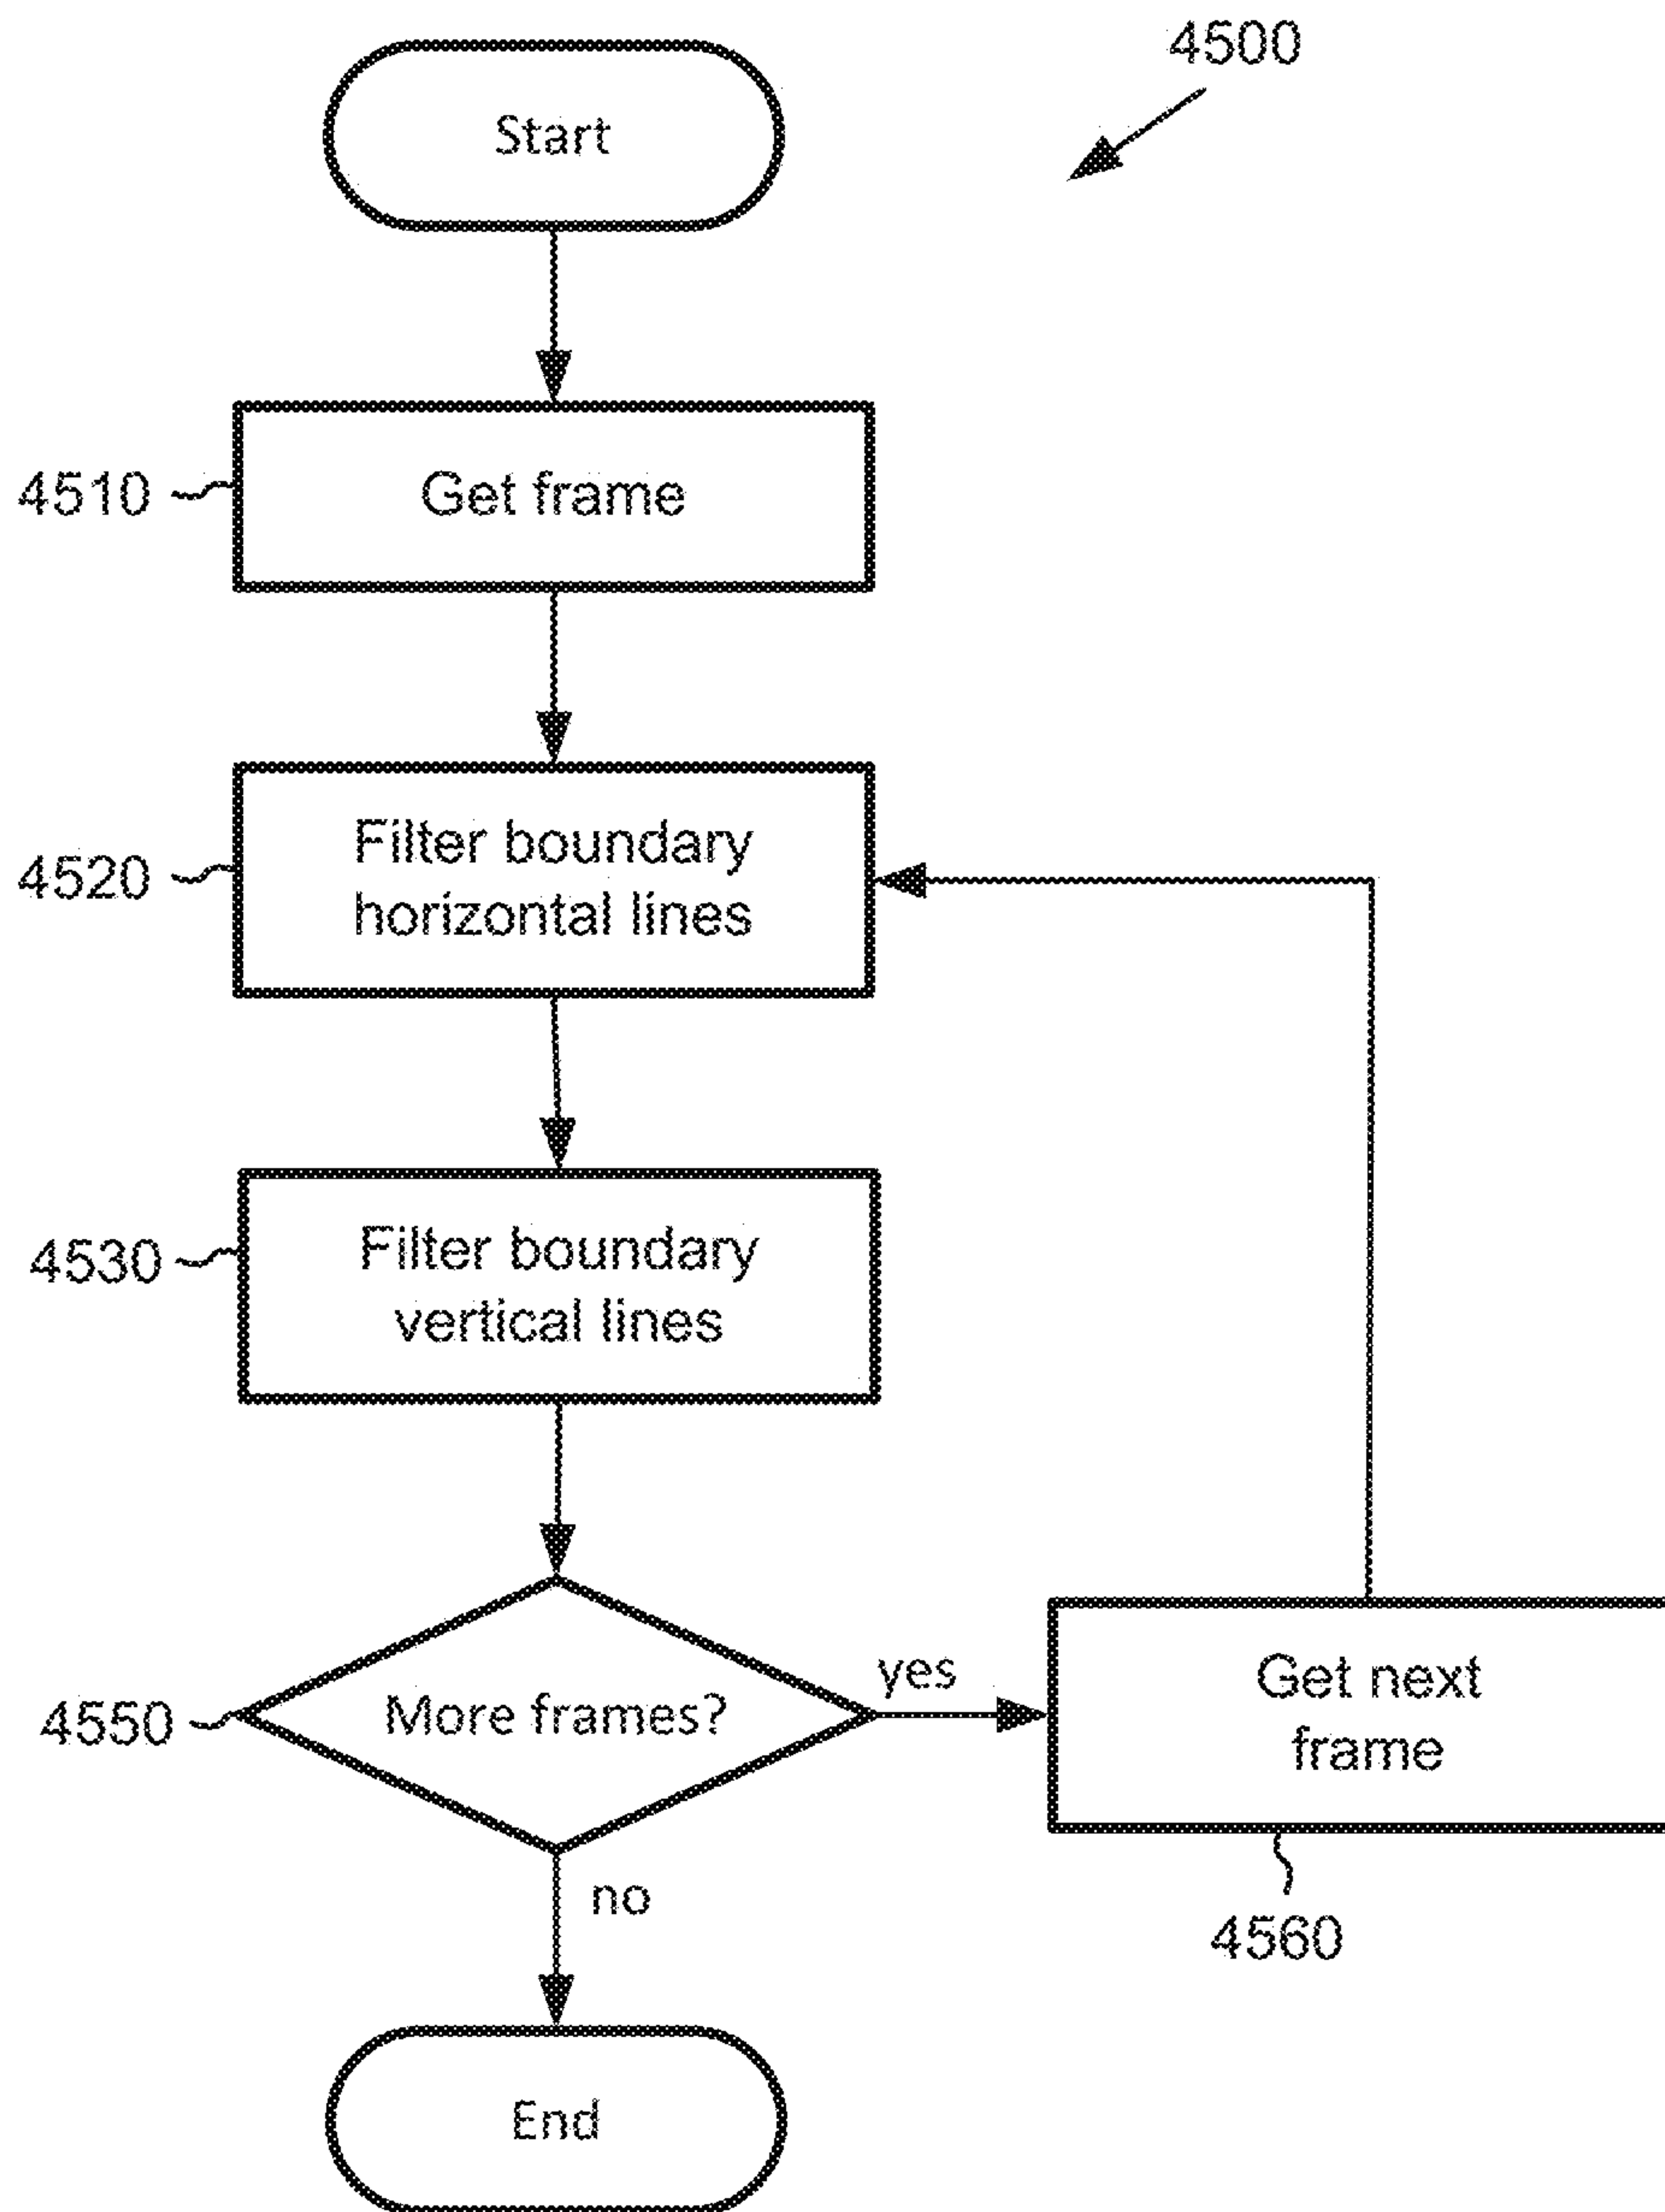 4500
Start
4510
Get frame
4520
Filter boundary
horizontal lines
4530
Filter boundary
vertical lines
4550
More frames?
yes
Get next
frame
4560
no
End